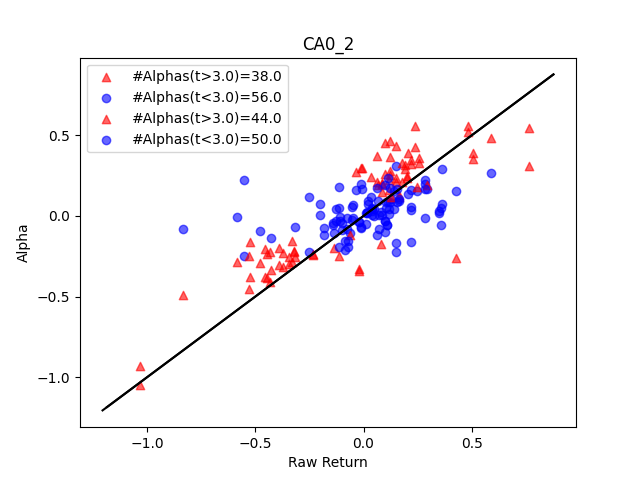 CA0_2
#Alphas(t>3.0)=38.0
#Alphas(t<3.0)=56.0
#Alphas(t>3.0)=44.0
#Alphas(t<3.0)=50.0
Alpha
0.5
0.0
−0.5
−1.0
−1.0
−0.5
0.0
0.5
Raw Return